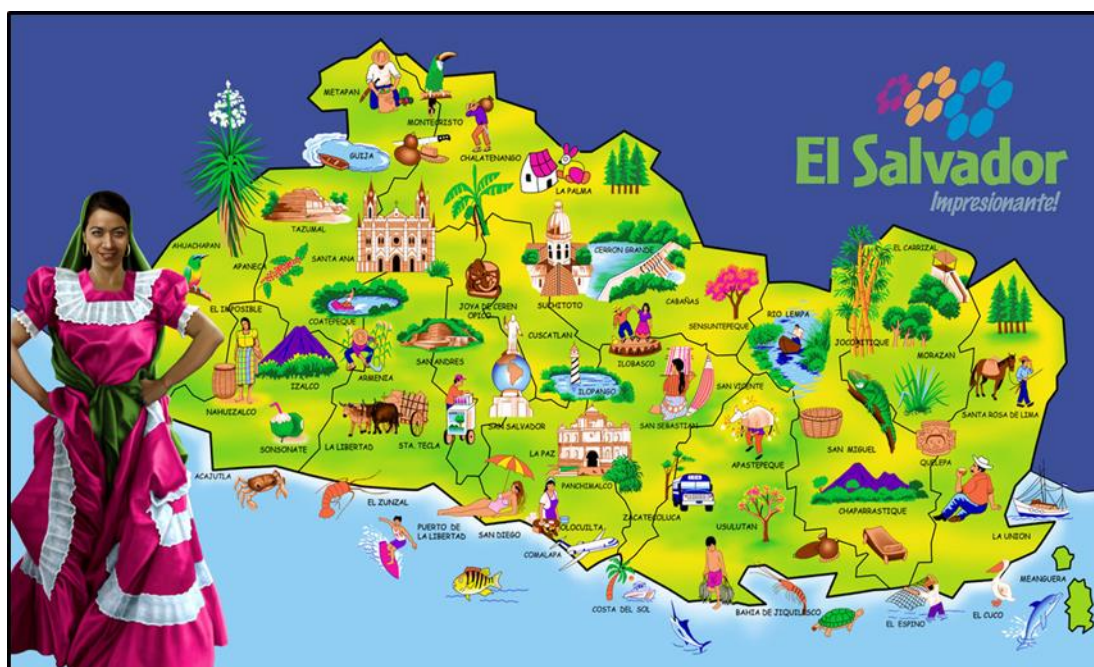 El Salvador
Impresionante!
METAPAN
MONTECRISTO
GUIJA
CHALATENANGO
LA PALMA
TAZUMAL
AHUACHAPAN
APANECA
SANTA ANA
CERRON GRANDE
EL CARRIZAL
EL IMPOSIBLE
COATEPEQUE
JOYA DE CEREN
OPICO
SUCHITOTO
CABAÑAS
SENSUNTEPEQUE
RIO LEMPA
JOCOAITIQUE
MORAZAN
CUSCATLAN
SAN ANDRES
IZALCO
ARMENIA
ILOBASCO
ILOPANGO
SAN VICENTE
NAHUIZALCO
SANTA ROSA DE LIMA
SONSONATE
LA LIBERTAD
STA. TECLA
SAN SALVADOR
SAN SEBASTIAN
SAN MIGUEL
QUELEPA
LA PAZ
APASTEPEQUE
ACAJUTLA
PANCHIMALCO
EL ZUNZAL
ZACATECOLUCA
CHAPARRASTIQUE
PUERTO DE
LA LIBERTAD
SAN DIEGO
OLOCUILTA
USULUTAN
LA UNION
COMALAPA
MEANGUERA
COSTA DEL SOL
BAHIA DE JIQUILISCO
EL ESPINO
EL CUCO